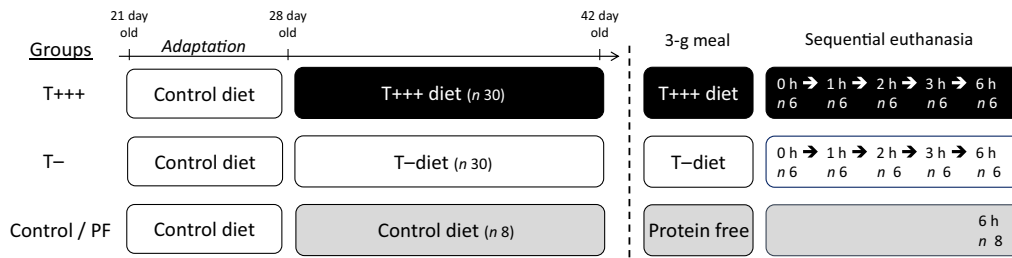 21 day
old
28 day
old
42 day
old
Groups
Adaptation
3-g meal
Sequential euthanasia
T+++
Control diet
T+++ diet (n 30)
T+++ diet
0 h ➔ 1 h ➔ 2 h ➔ 3 h ➔ 6 h
n 6 n 6 n 6 n 6 n 6
T–
Control diet
T–diet (n 30)
T–diet
0 h ➔ 1 h ➔ 2 h ➔ 3 h ➔ 6 h
n 6 n 6 n 6 n 6 n 6
Control / PF
Control diet
Control diet (n 8)
Protein free
6 h
n 8